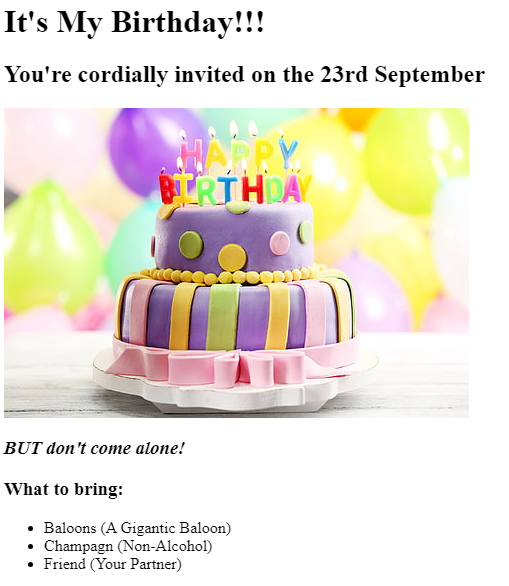 It's My Birthday!!!
You're cordially invited on the 23rd September
HAPPY
BIRTHDAY
BUT don't come alone!
What to bring:
Baloons (A Gigantic Baloon)
Champagn (Non-Alcohol)
Friend (Your Partner)